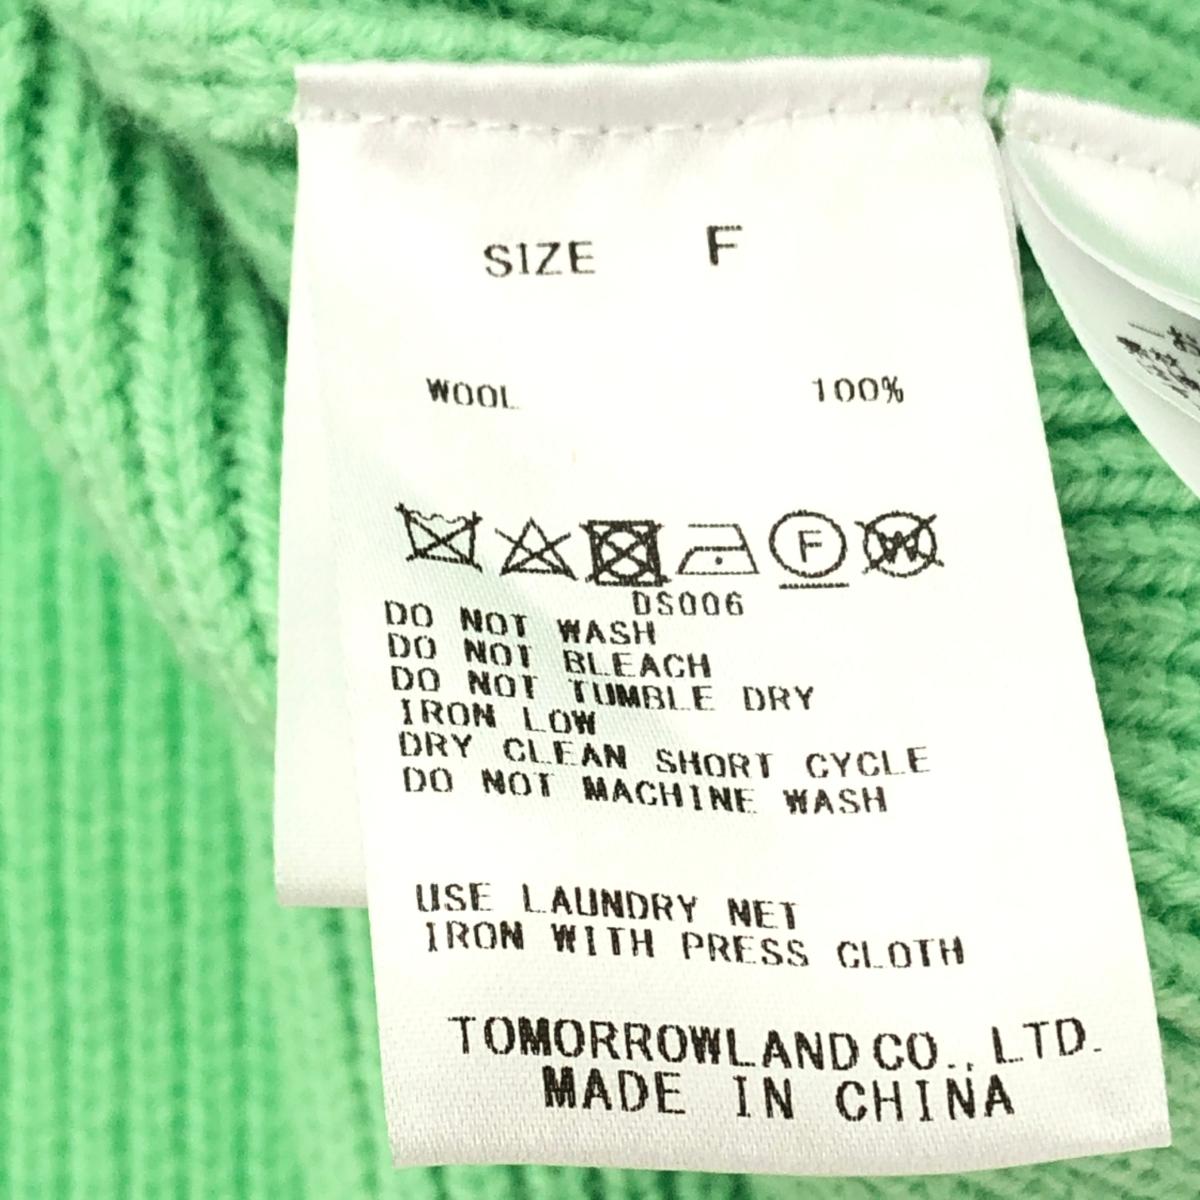 SIZE F
WOOL 100%
F W
DS006
DO NOT WASH
DO NOT BLEACH
DO NOT TUMBLE DRY
IRON LOW
DRY CLEAN SHORT CYCLE
DO NOT MACHINE WASH
USE LAUNDRY NET
IRON WITH PRESS CLOTH
TOMORROWLAND CO., LTD.
MADE IN CHINA